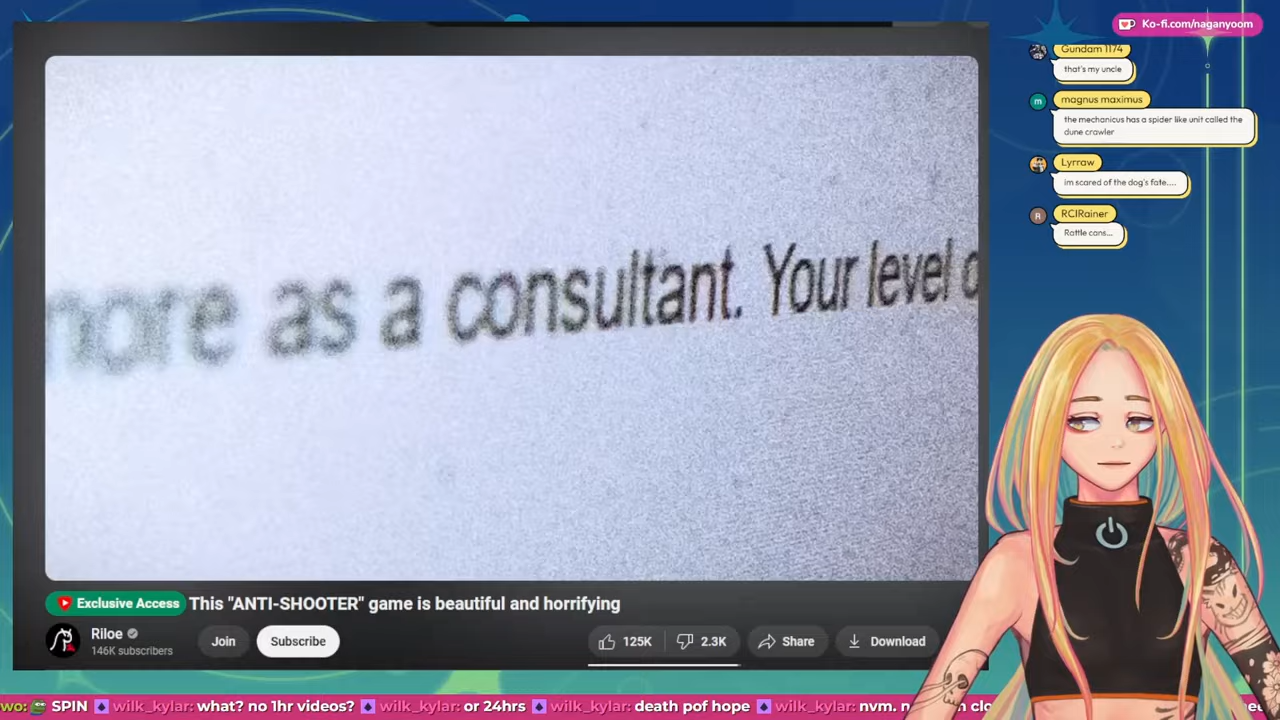 Ko-fi.com/naganyoom
Gundam 1174
that's my uncle
m
magnus maximus
the mechanicus has a spider like unit called the
dune crawler
Lyrraw
im scared of the dog's fate....
R
RCIRainer
Rattle cans...
more as a consultant. Your level
Exclusive Access
This "ANTI-SHOOTER" game is beautiful and horrifying
Riloe
146K subscribers
Join
Subscribe
125K
2.3K
Share
Download
wo: SPIN wilk_kylar: what? no 1hr videos? wilk_kylar: or 24hrs wilk_kylar: death pof hope wilk_kylar: nvm.